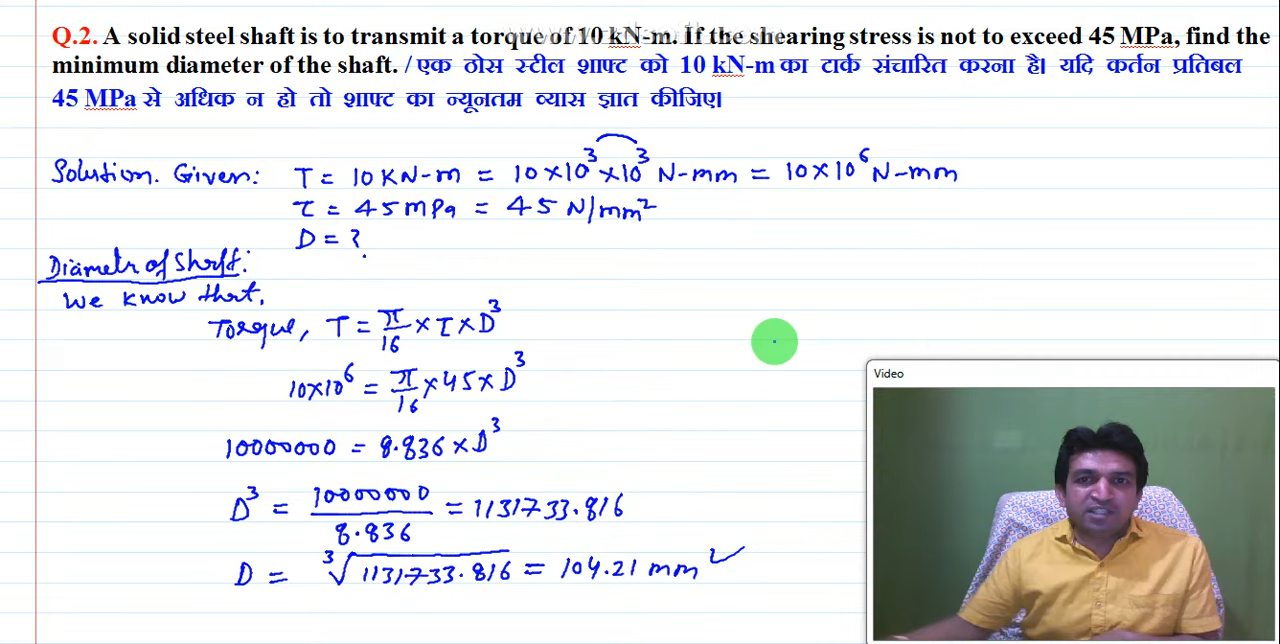 Q.2. A solid steel shaft is to transmit a torque of 10 kN-m. If the shearing stress is not to exceed 45 MPa, find the
minimum diameter of the shaft. / एक ठोस स्टील शाफ्ट को 10 kN-m का टार्क संचारित करना है। यदि कर्तन प्रतिबल
45 MPa से अधिक न हो तो शाफ्ट का न्यूनतम व्यास ज्ञात कीजिए।
Solution. Given: T = 10 KN-m = 10×10³×10³ N-mm = 10×10⁶ N-mm
τ = 45 mPa = 45 N/mm²
D = ?
Diametr of Shaft:
We know that,
Torque, T = π/16 × τ × D³
10×10⁶ = π/16 × 45 × D³
10000000 = 8.836 × D³
D³ = 10000000/8.836 = 1131733.816
D = ³√1131733.816 = 104.21 mm
Video